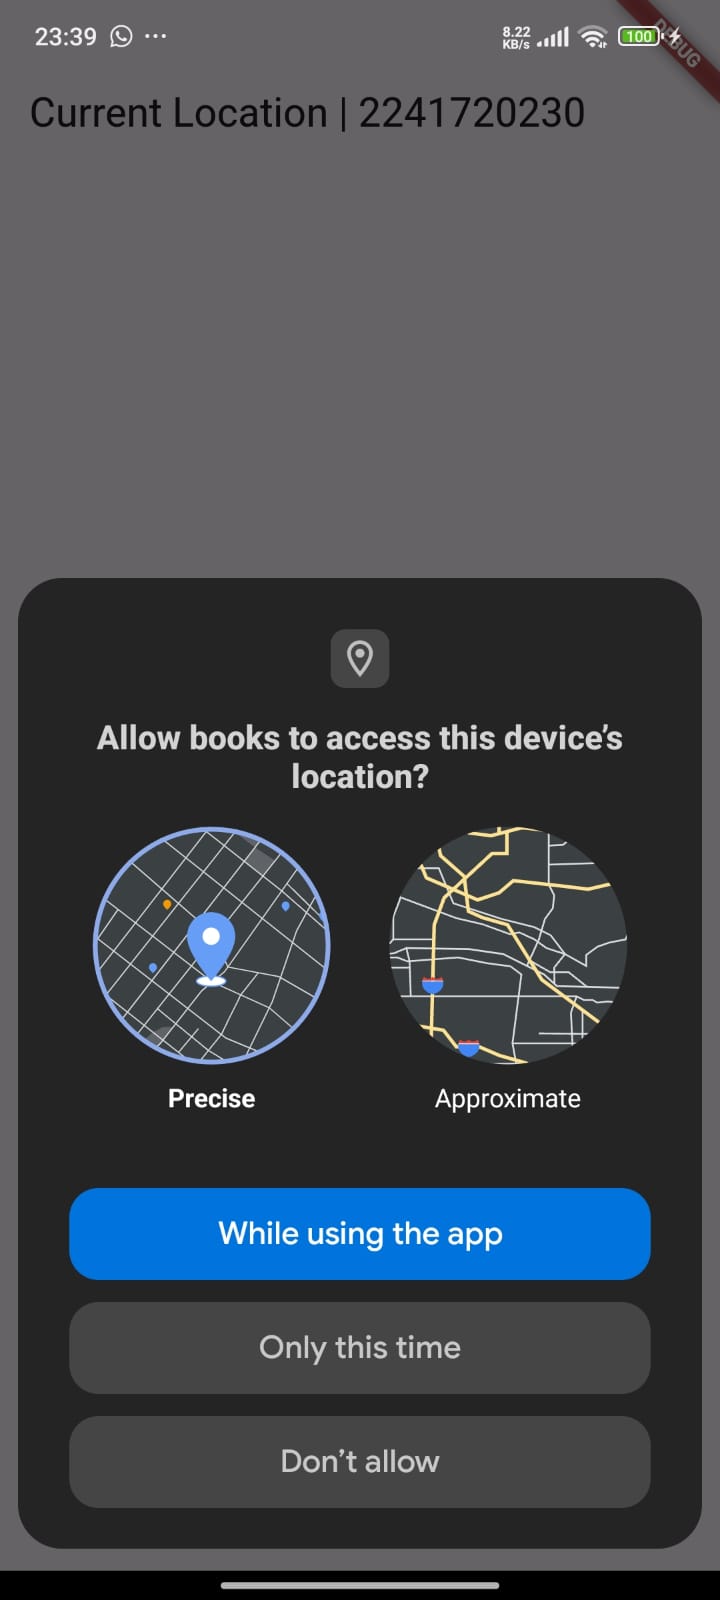 23:39
8.22
KB/s
100
DEBUG
Current Location | 2241720230
Allow books to access this device's
location?
Precise
Approximate
While using the app
Only this time
Don't allow